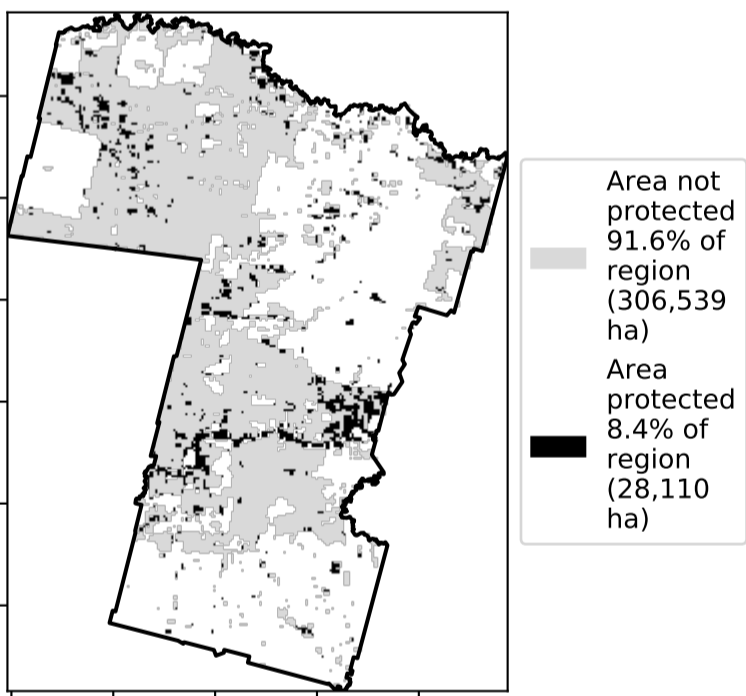 Area not
protected
91.6% of
region
(306,539
ha)
Area
protected
8.4% of
region
(28,110
ha)